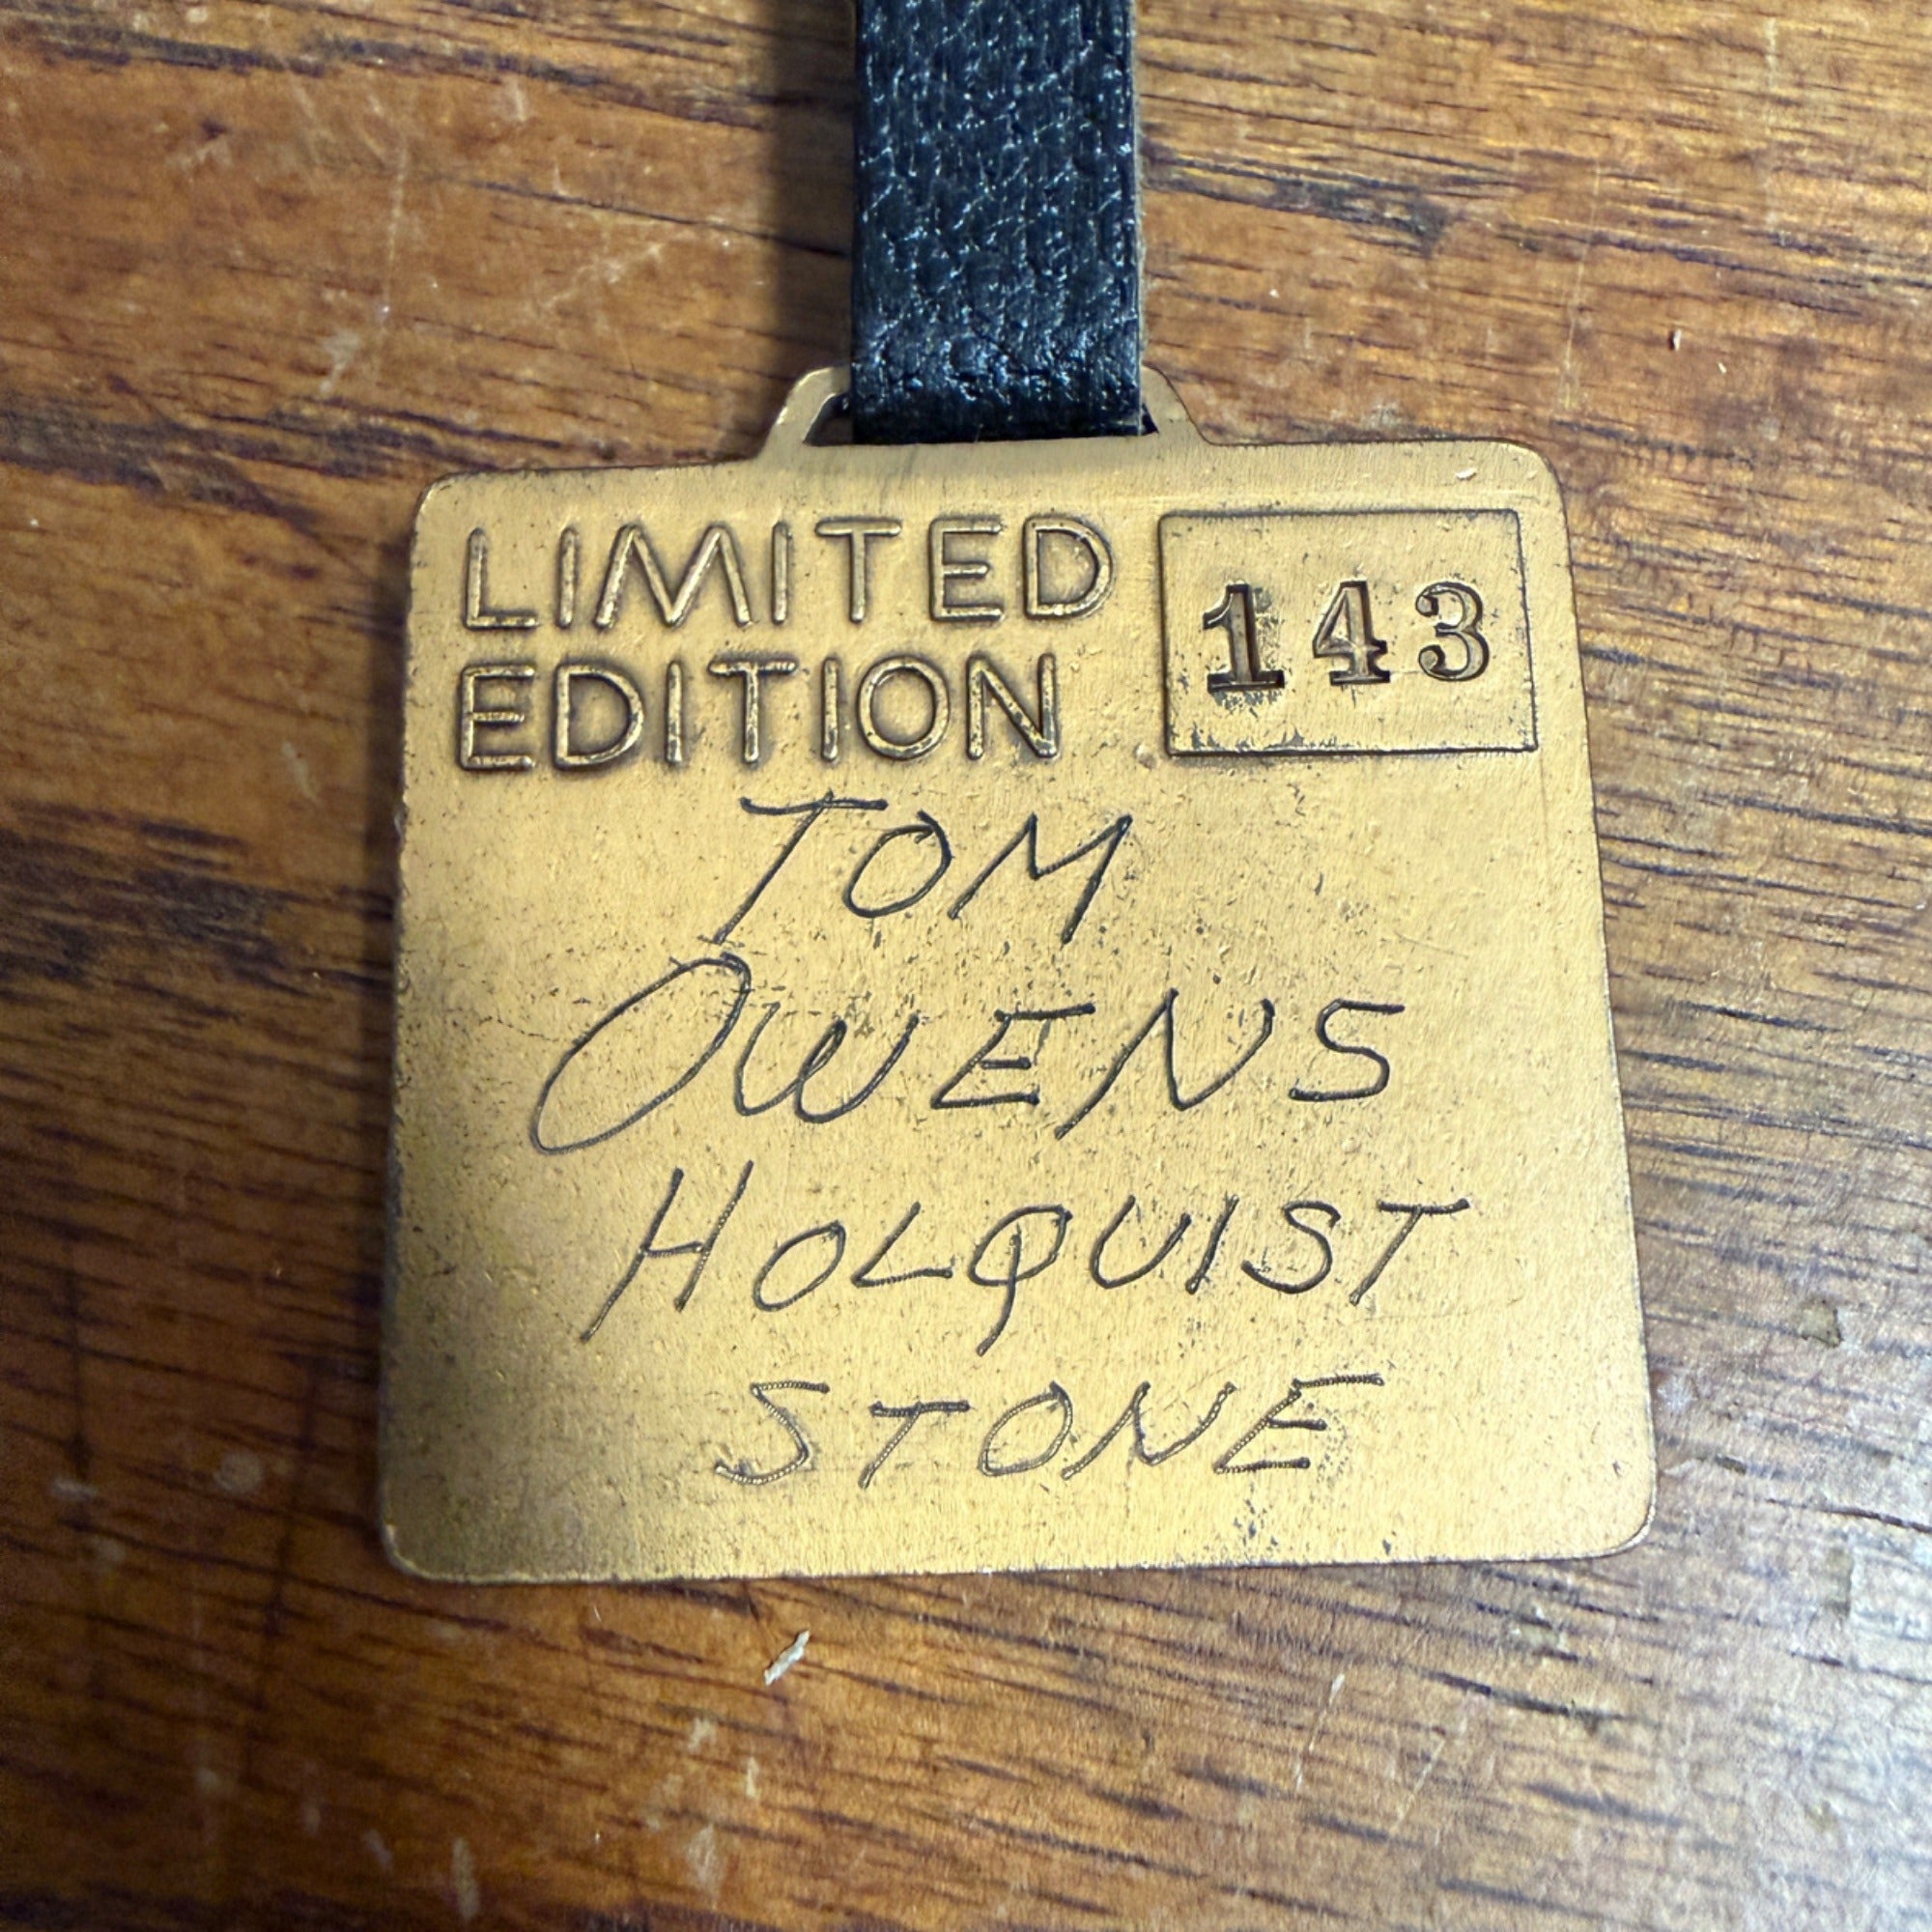 LIMITED
EDITION
143
TOM
OWENS
HOLQUIST
STONE